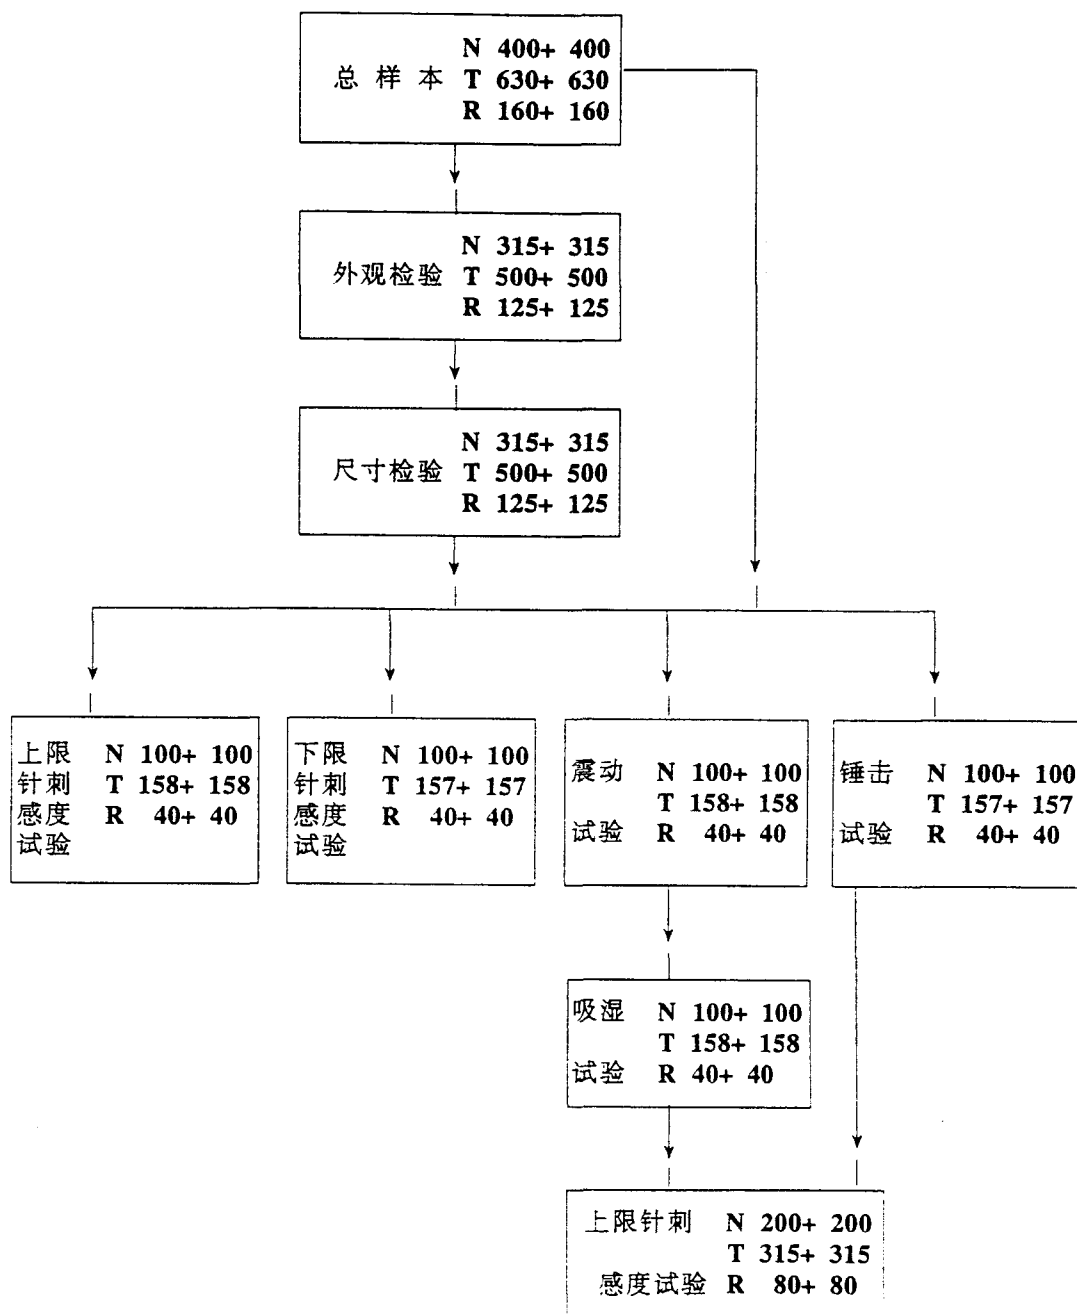 N 400+ 400
总 样 本 T 630+ 630
R 160+ 160
N 315+ 315
外观检验 T 500+ 500
R 125+ 125
N 315+ 315
尺寸检验 T 500+ 500
R 125+ 125
上限 N 100+ 100
针刺 T 158+ 158
感度 R 40+ 40
试验
下限 N 100+ 100
针刺 T 157+ 157
感度 R 40+ 40
试验
震动 N 100+ 100
T 158+ 158
试验 R 40+ 40
锤击 N 100+ 100
T 157+ 157
试验 R 40+ 40
吸湿 N 100+ 100
T 158+ 158
试验 R 40+ 40
上限针刺 N 200+ 200
T 315+ 315
感度试验 R 80+ 80